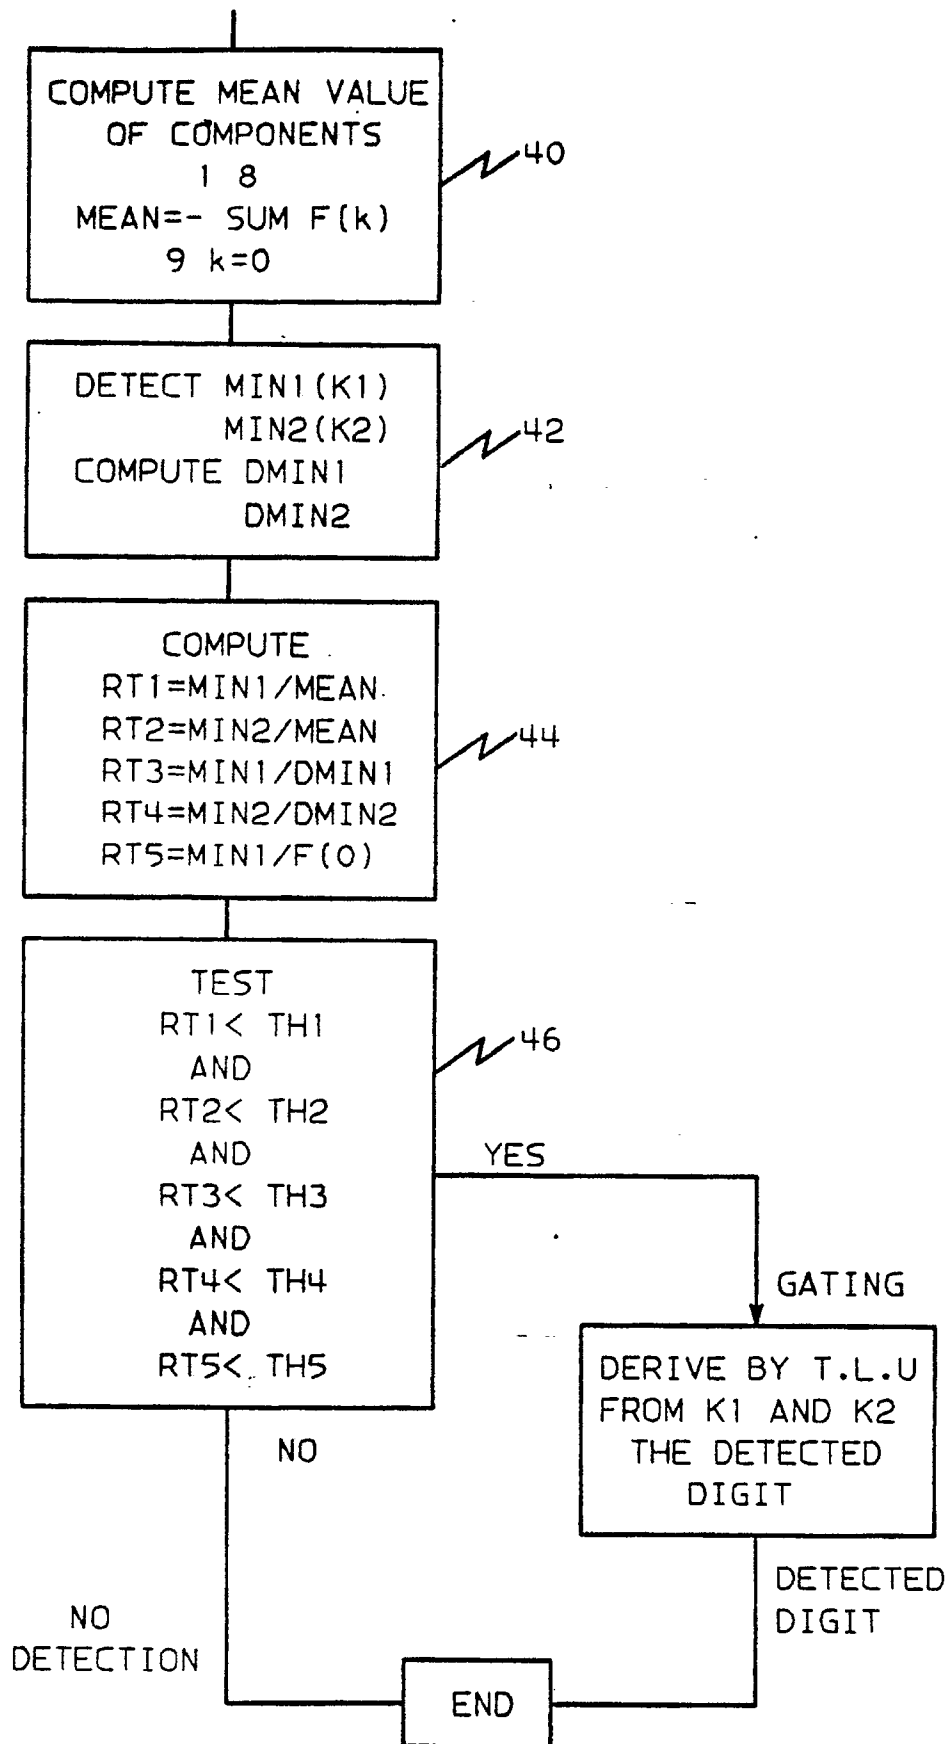 COMPUTE MEAN VALUE
OF COMPONENTS
1 8
MEAN=- SUM F(k)
9 k=0
40
DETECT MIN1(K1)
MIN2(K2)
COMPUTE DMIN1
DMIN2
42
COMPUTE
RT1=MIN1/MEAN
RT2=MIN2/MEAN
RT3=MIN1/DMIN1
RT4=MIN2/DMIN2
RT5=MIN1/F(0)
44
TEST
RT1< TH1
AND
RT2< TH2
AND
RT3< TH3
AND
RT4< TH4
AND
RT5< TH5
46
YES
GATING
DERIVE BY T.L.U
FROM K1 AND K2
THE DETECTED
DIGIT
NO
DETECTED
DIGIT
NO
DETECTION
END